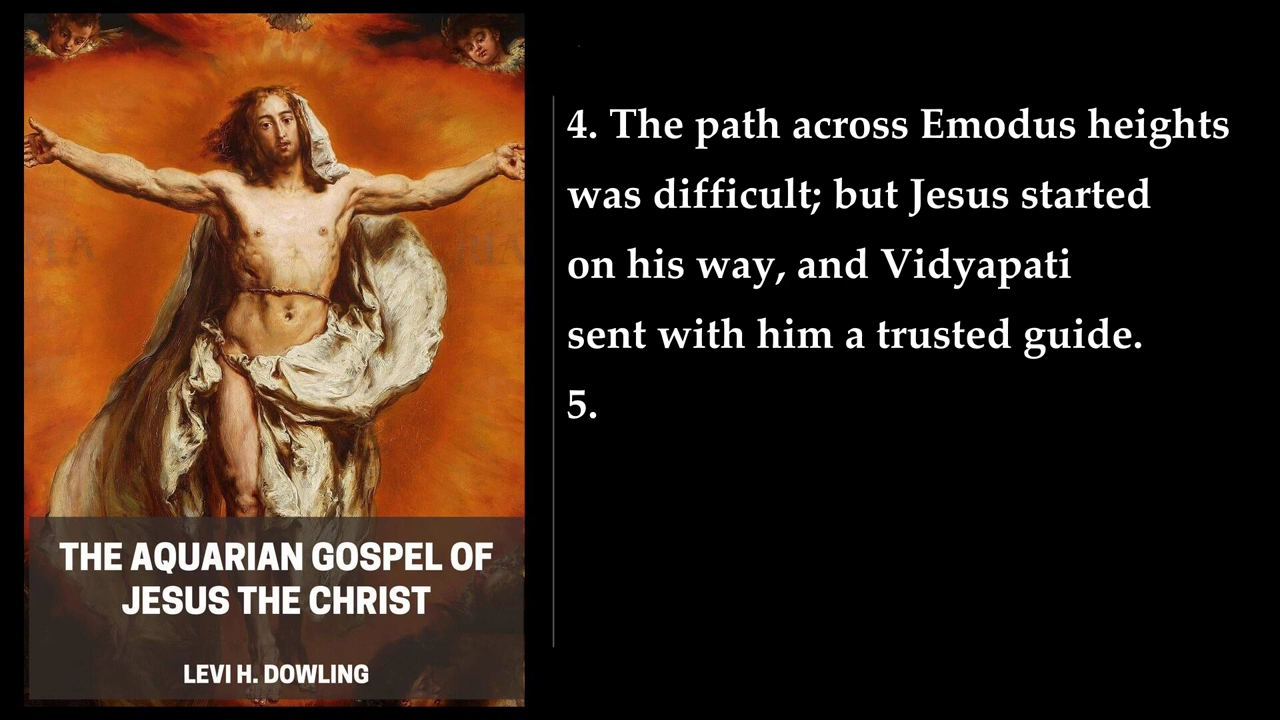 THE AQUARIAN GOSPEL OF
JESUS THE CHRIST
LEVI H. DOWLING
4. The path across Emodus heights
was difficult; but Jesus started
on his way, and Vidyapati
sent with him a trusted guide.
5.